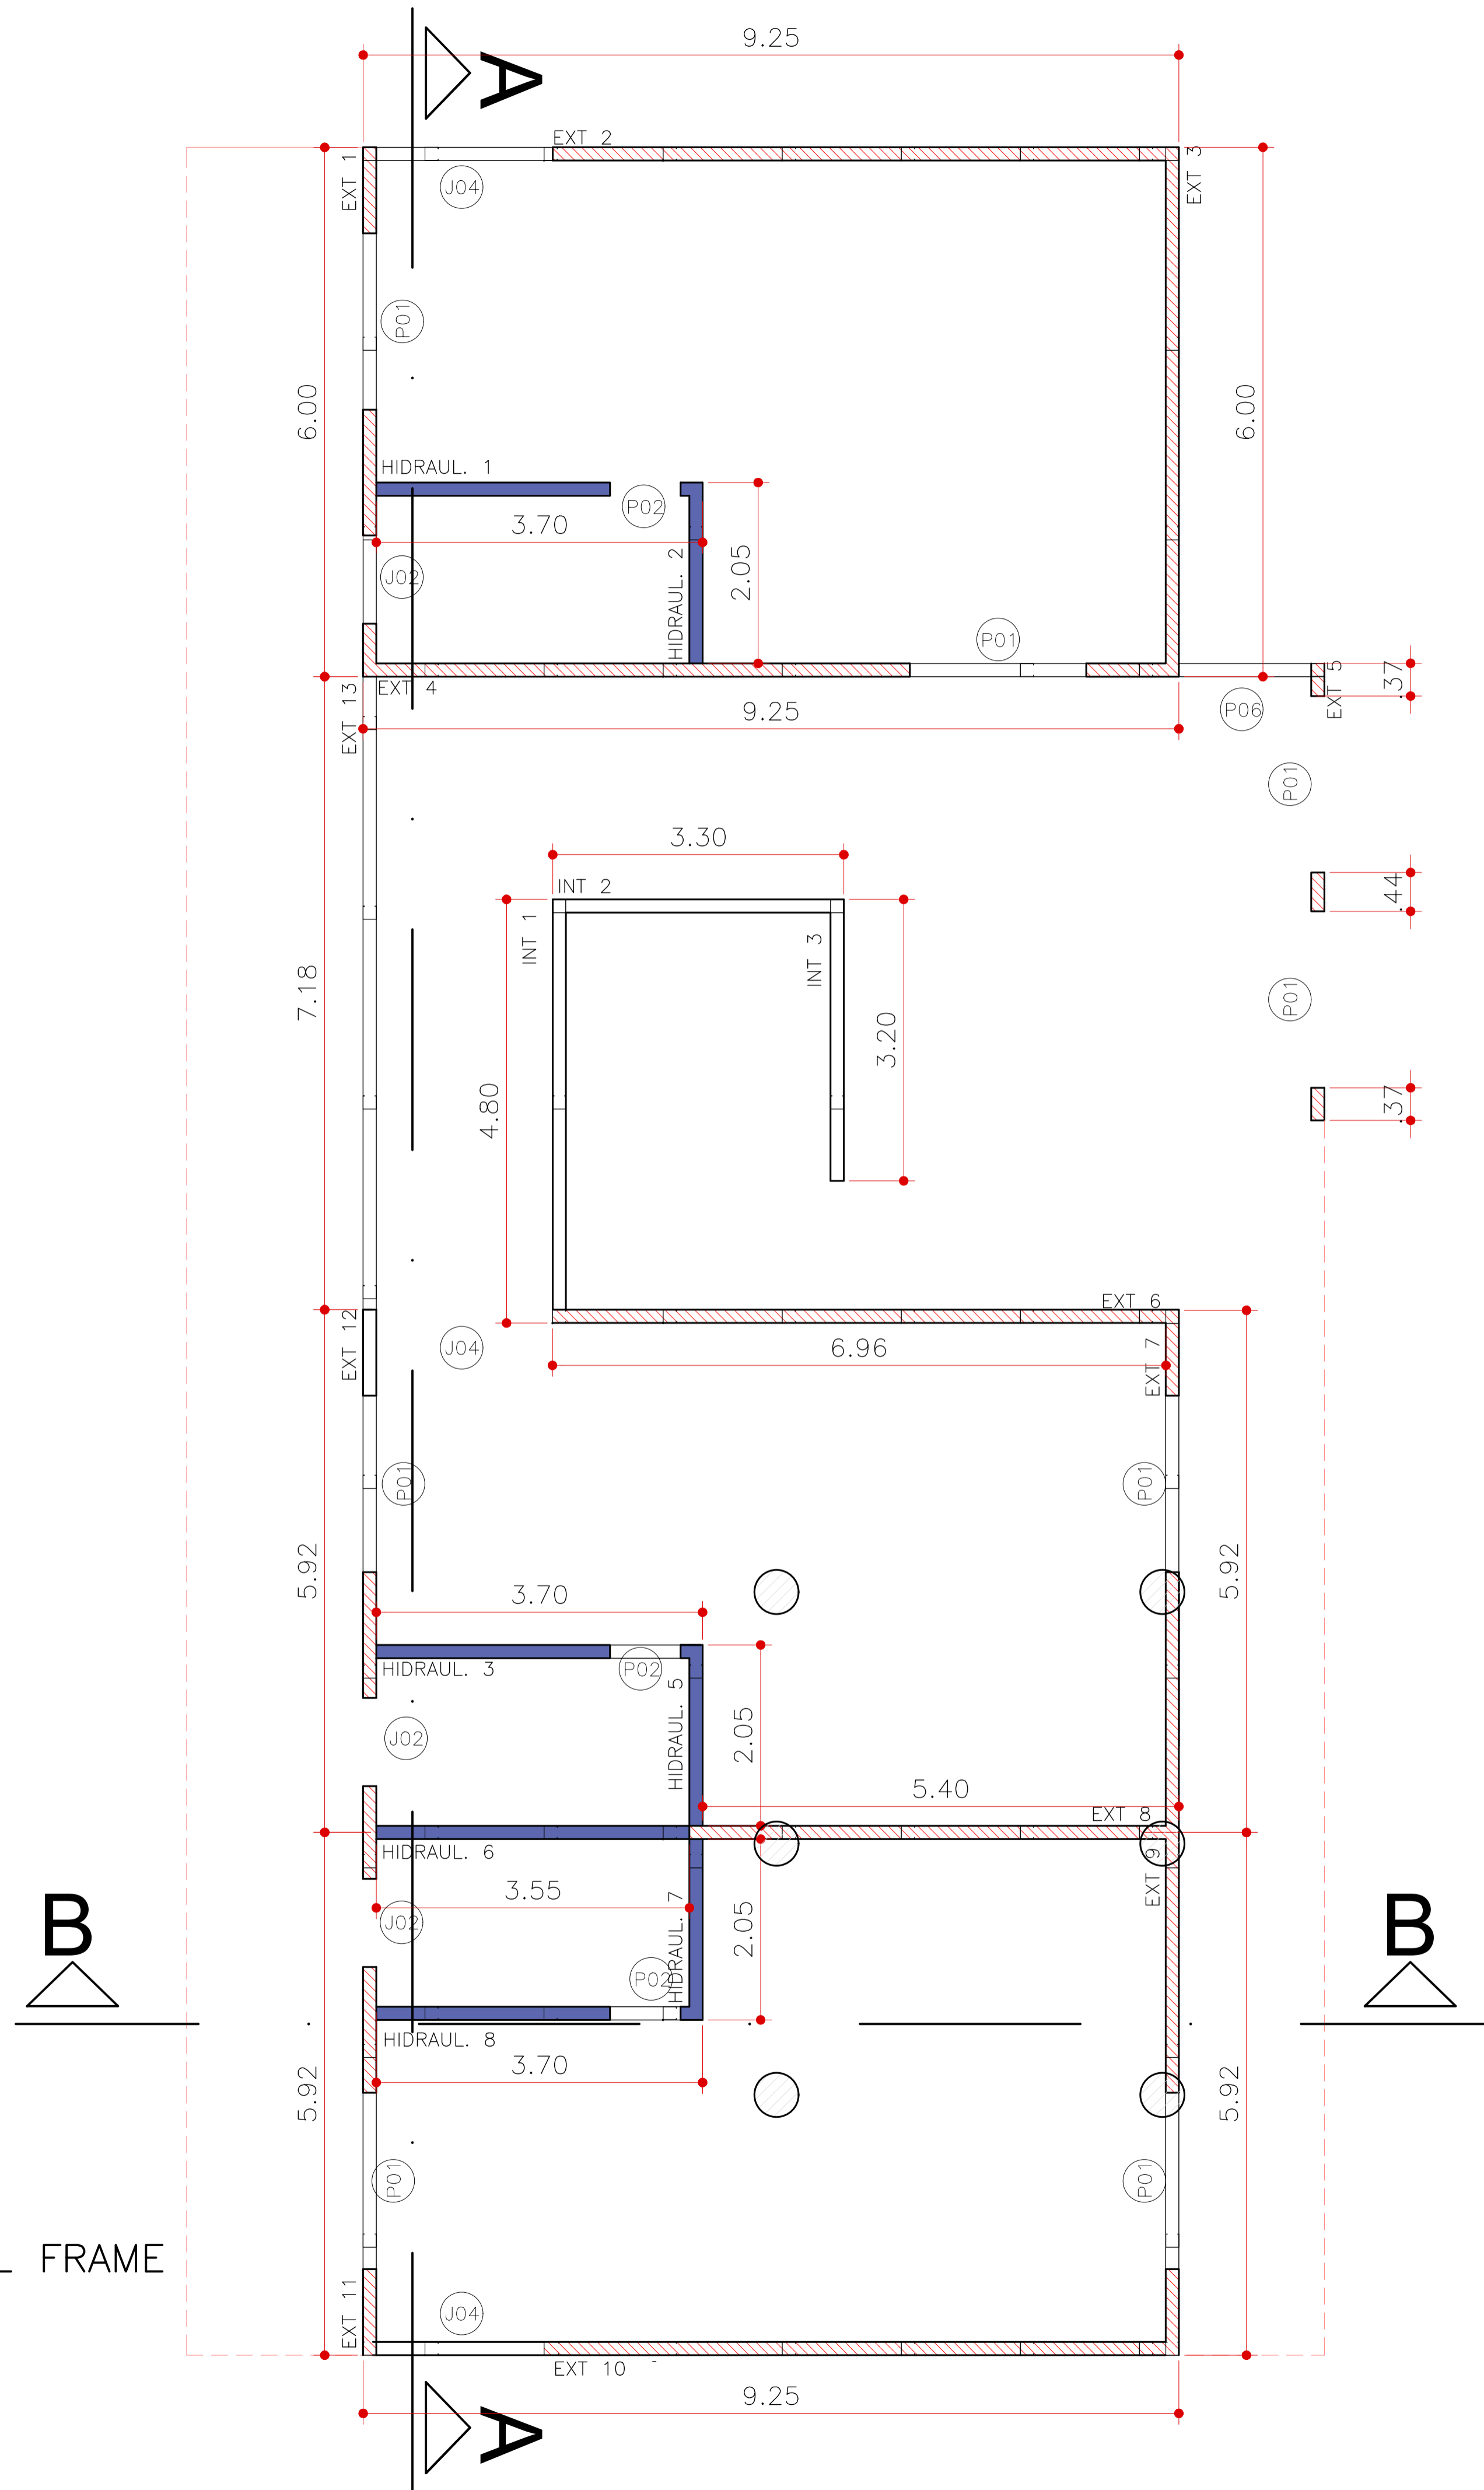 9.25
A
EXT 2
EXT 1
EXT 3
J04
P01
6.00
6.00
HIDRAUL. 1
P02
3.70
HIDRAUL. 2
2.05
J02
P01
EXT 4
EXT 13
EXT 5
.37
P06
9.25
P01
3.30
INT 2
.44
INT 1
INT 3
7.18
P01
3.20
4.80
.37
EXT 6
EXT 12
J04
6.96
EXT 7
P01
P01
5.92
5.92
3.70
HIDRAUL. 3
P02
HIDRAUL. 5
2.05
J02
5.40
EXT 8
HIDRAUL. 6
EXT 9
3.55
HIDRAUL. 7
2.05
J02
B
B
P02
HIDRAUL. 8
3.70
5.92
5.92
P01
P01
FRAME
EXT 11
J04
EXT 10 -
9.25
A